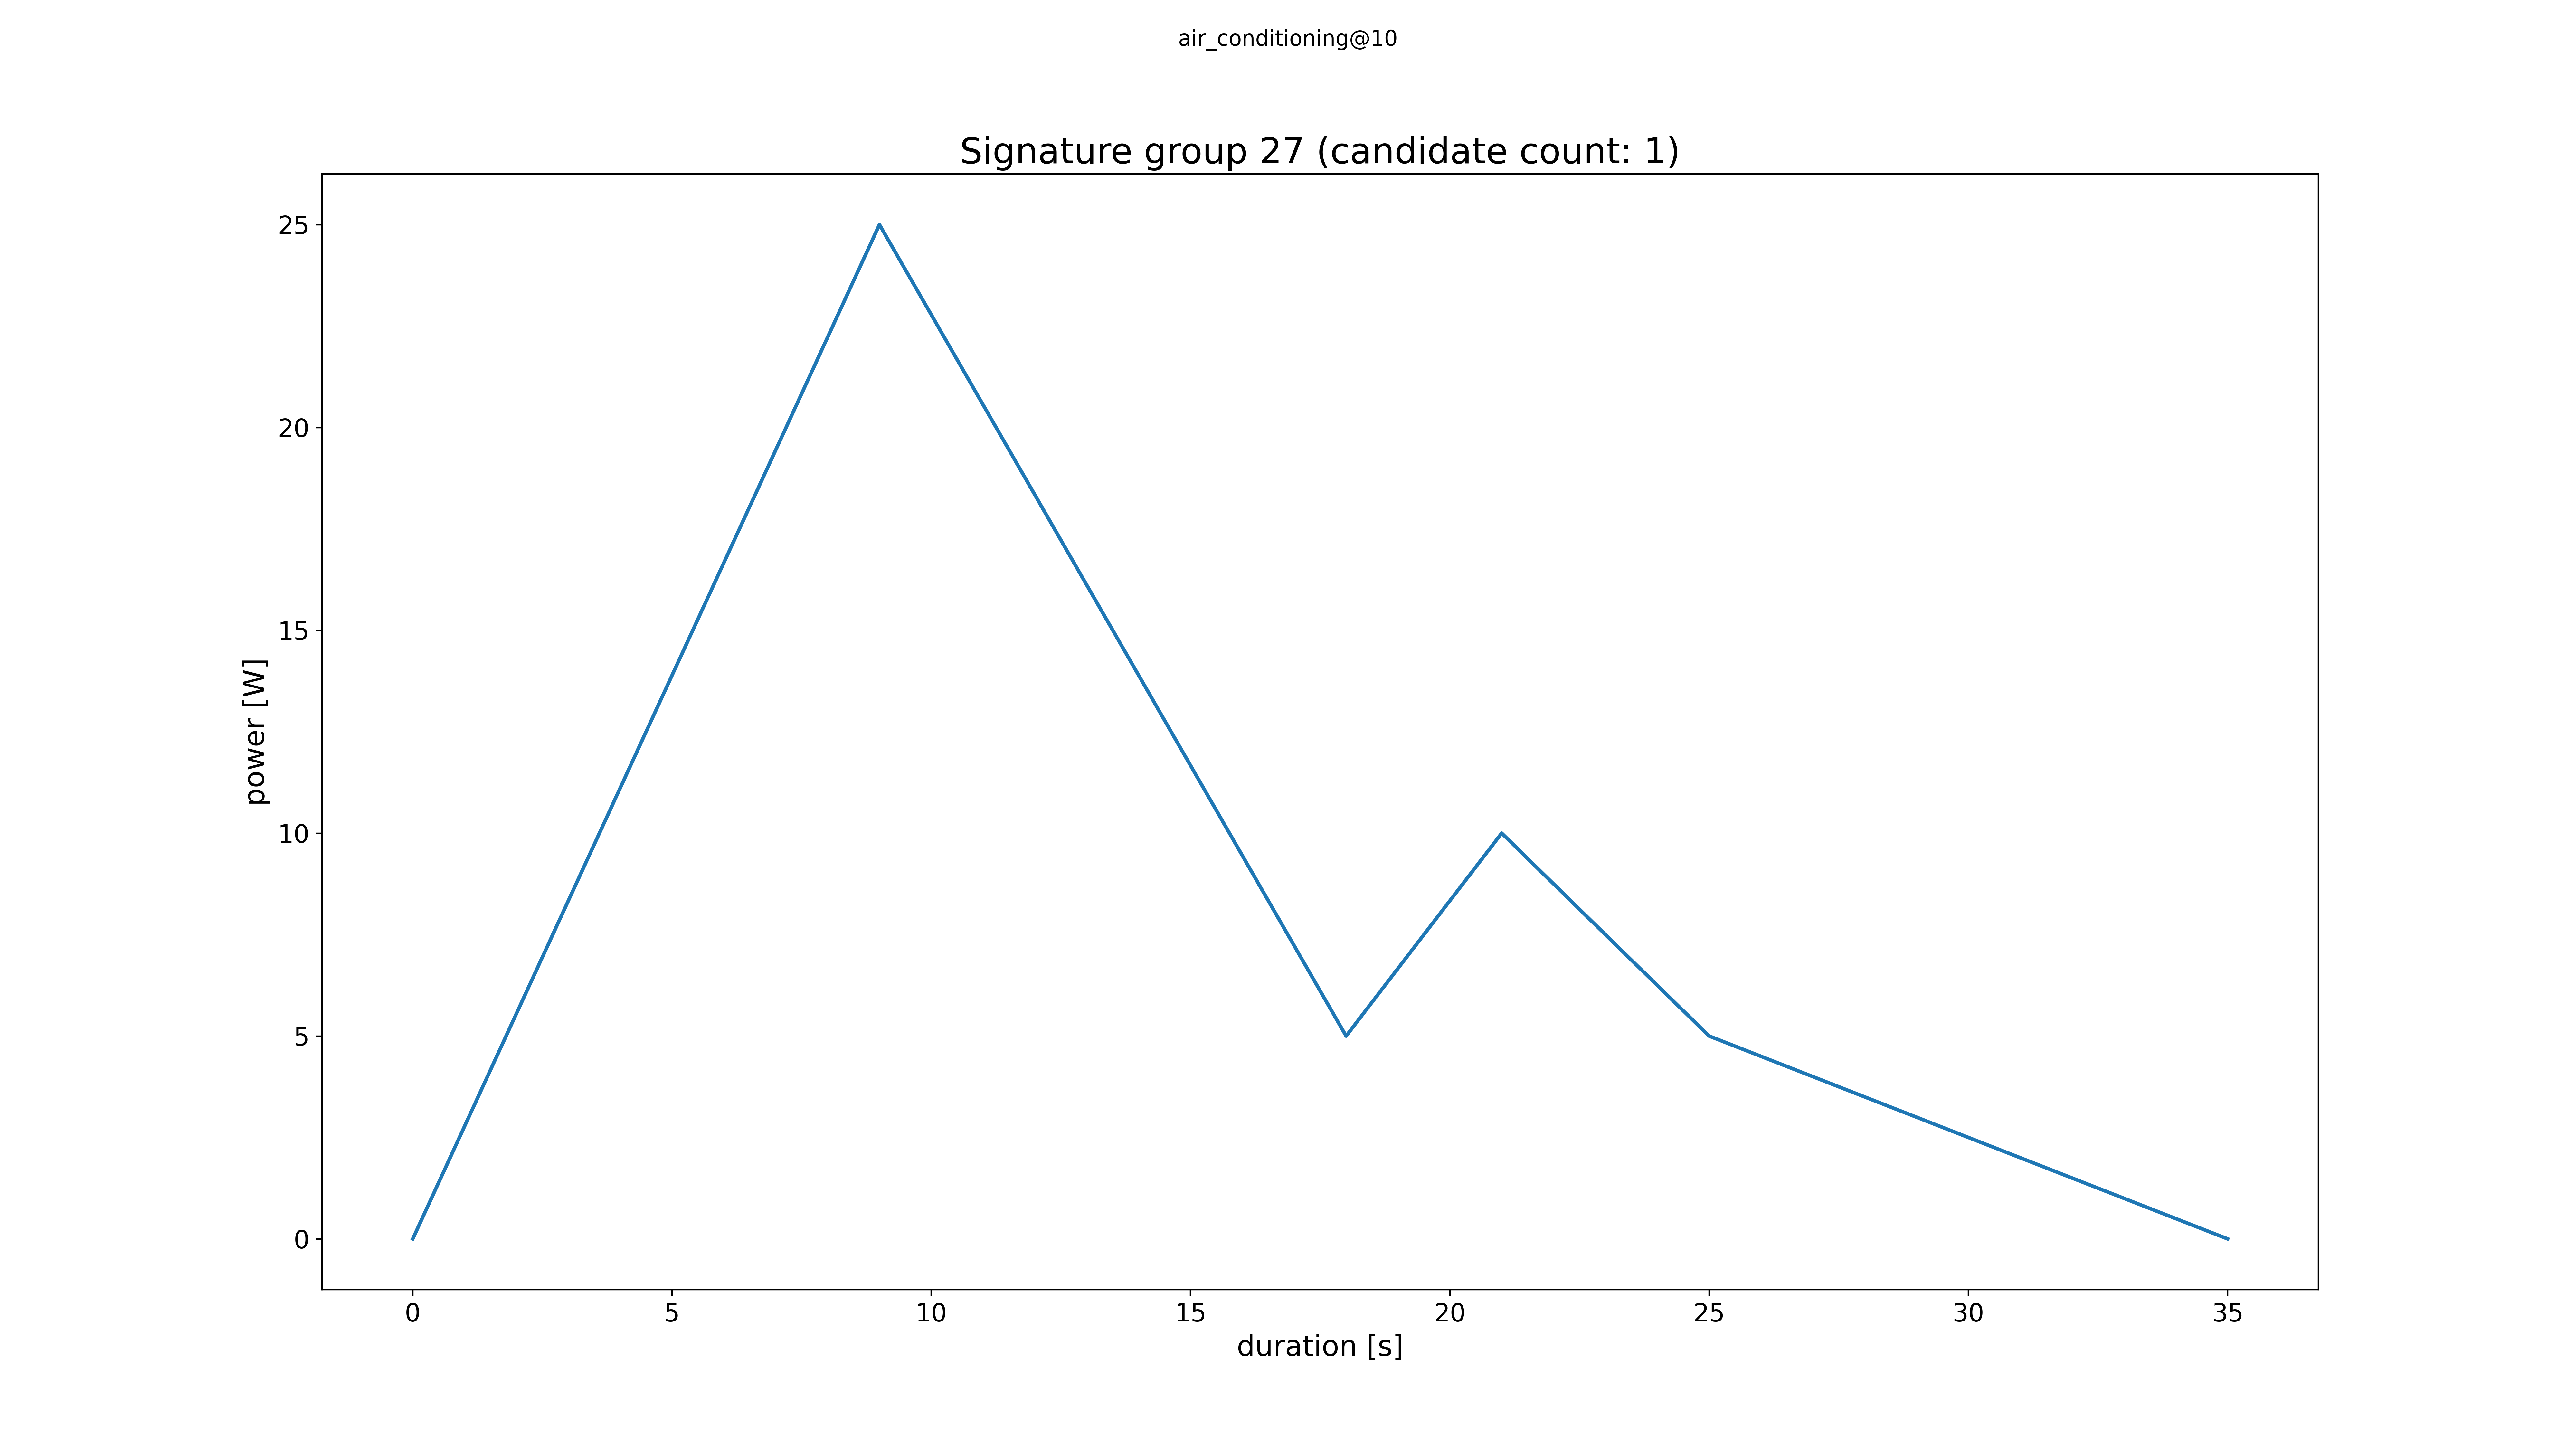 air_conditioning@10
Signature group 27 (candidate count: 1)
25
20
15
10
5
0
power [W]
0 5 10 15 20 25 30 35
duration [s]